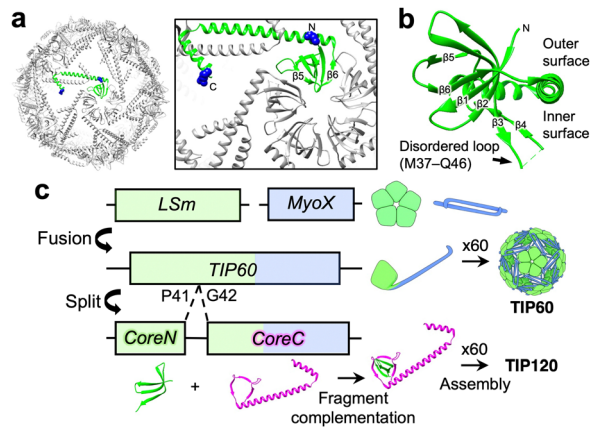 a
N
C
β5
β6
b
N
β5
Outer
surface
β6
β1
β2
Inner
surface
β3
β4
Disordered loop
(M37–Q46)
c
LSm
MyoX
Fusion
TIP60
x60
TIP60
Split
P41
G42
CoreN
CoreC
+
x60
TIP120
Fragment
complementation
Assembly